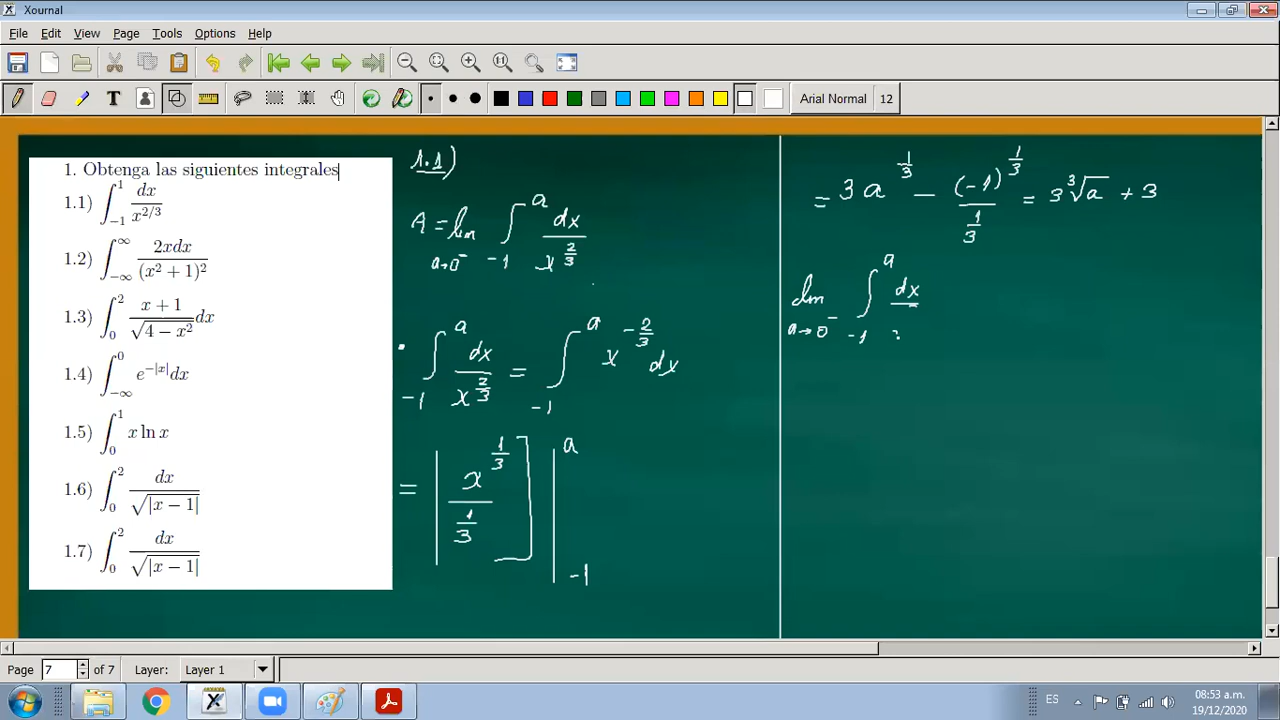 Xournal
File Edit View Page Tools Options Help
Arial Normal 12
1. Obtenga las siguientes integrales
1.1) ∫_{-1}^{1} dx/x^{2/3}
1.2) ∫_{-∞}^{∞} 2xdx/(x²+1)²
1.3) ∫_{0}^{2} x+1/√(4−x²) dx
1.4) ∫_{-∞}^{0} e^{-|x|}dx
1.5) ∫_{0}^{1} x ln x
1.6) ∫_{0}^{2} dx/√|x−1|
1.7) ∫_{0}^{2} dx/√|x−1|
1.1)
A = lim_{a→0⁻} ∫_{-1}^{a} dx/x^{2/3}
∫_{-1}^{a} dx/x^{2/3} = ∫_{-1}^{a} x^{-2/3} dx
= [x^{1/3}/(1/3)] |_{-1}^{a}
= 3a^{1/3} − (-1)^{1/3}/(1/3) = 3∛a + 3
lim_{a→0⁻} ∫_{-1}^{a} dx
Page 7 of 7 Layer: Layer 1
ES 08:53 a.m.
19/12/2020